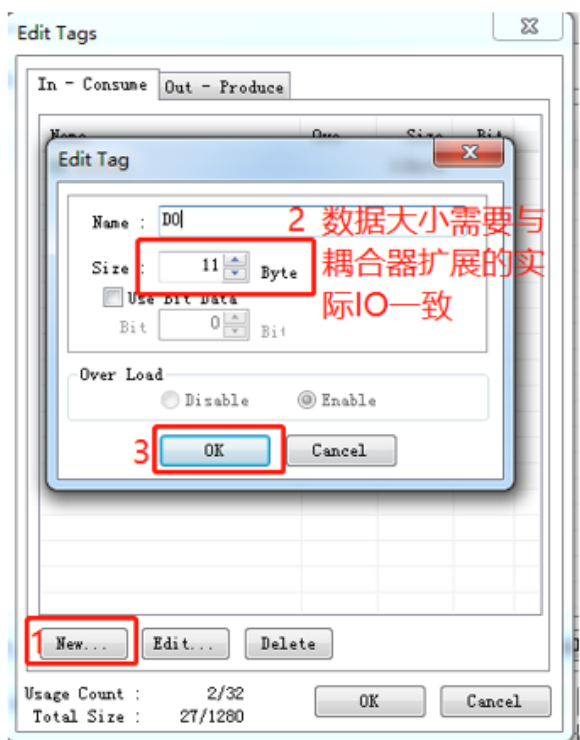 Edit Tags
In - Consume
Out - Produce
Edit Tag
Name : D0
2 数据大小需要与
耦合器扩展的实
际IO一致
Size : 11 Byte
Use Bit Data
Bit 0 Bit
Over Load
Disable
Enable
3 OK
Cancel
1 New...
Edit...
Delete
Usage Count : 2/32
Total Size : 27/1280
OK
Cancel